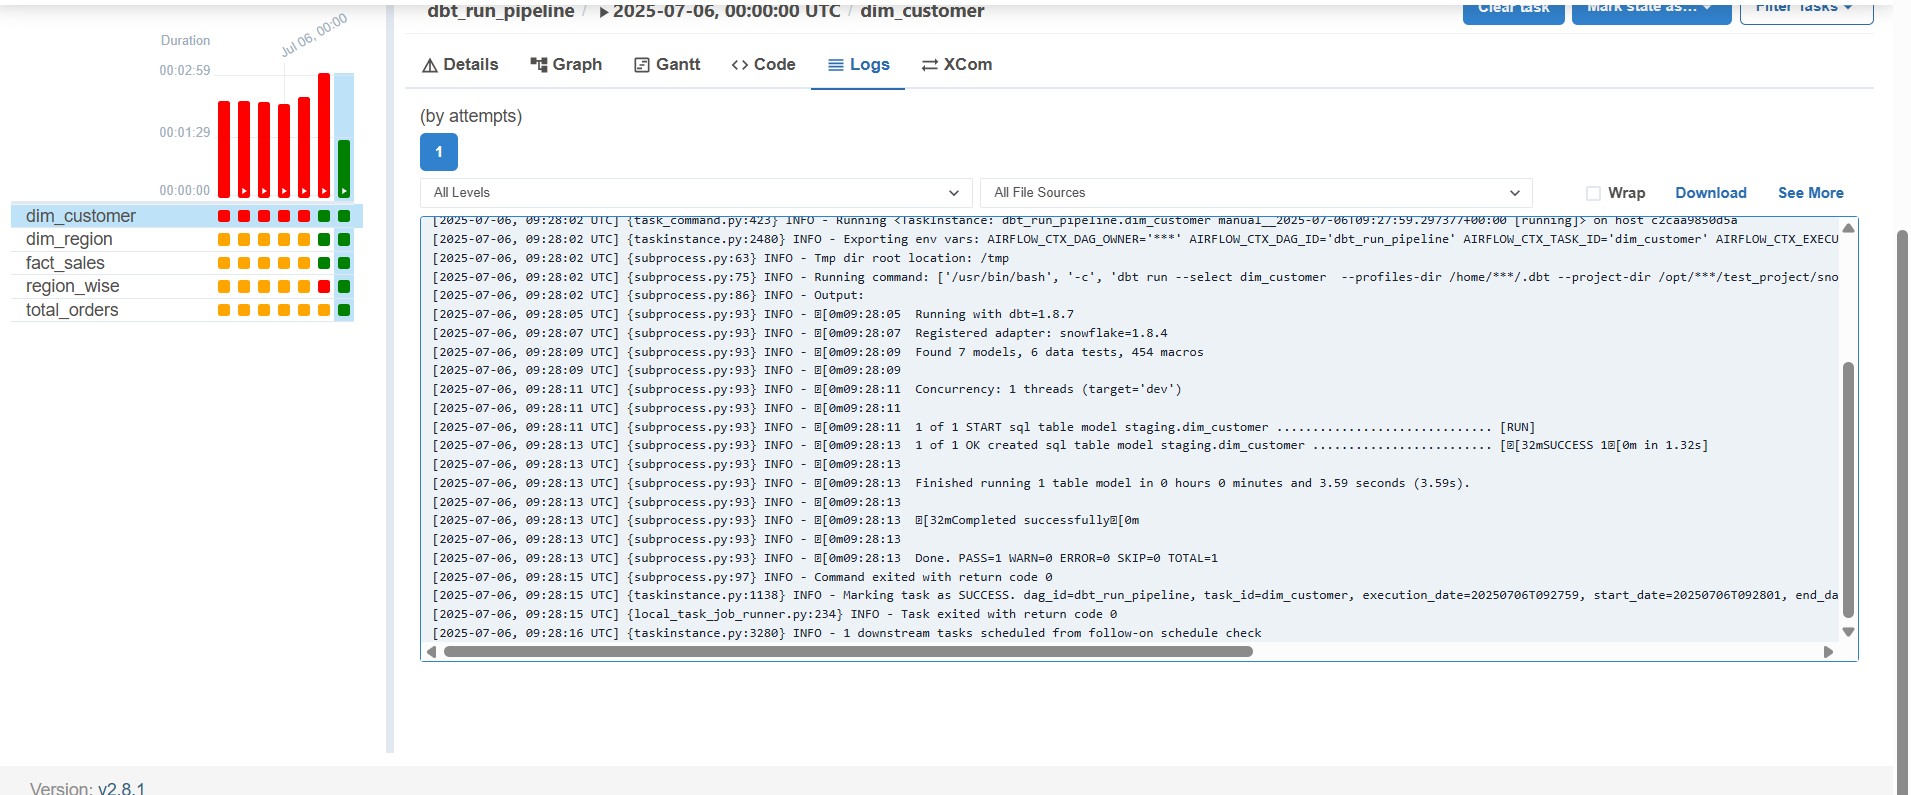 dbt_run_pipeline / ▶ 2025-07-06, 00:00:00 UTC / dim_customer
Clear task Mark state as... Filter Tasks
Duration
Jul 06, 00:00
00:02:59
00:01:29
00:00:00
dim_customer
dim_region
fact_sales
region_wise
total_orders
Details Graph Gantt <> Code Logs XCom
(by attempts)
1
All Levels All File Sources Wrap Download See More
[2025-07-06, 09:28:02 UTC] {task_command.py:423} INFO - Running <TaskInstance: dbt_run_pipeline.dim_customer manual__2025-07-06T09:27:59.297377+00:00 [running]> on host c2caa9850d5a
[2025-07-06, 09:28:02 UTC] {taskinstance.py:2480} INFO - Exporting env vars: AIRFLOW_CTX_DAG_OWNER='***' AIRFLOW_CTX_DAG_ID='dbt_run_pipeline' AIRFLOW_CTX_TASK_ID='dim_customer' AIRFLOW_CTX_EXECU
[2025-07-06, 09:28:02 UTC] {subprocess.py:63} INFO - Tmp dir root location: /tmp
[2025-07-06, 09:28:02 UTC] {subprocess.py:75} INFO - Running command: ['/usr/bin/bash', '-c', 'dbt run --select dim_customer  --profiles-dir /home/***/.dbt --project-dir /opt/***/test_project/sno
[2025-07-06, 09:28:02 UTC] {subprocess.py:86} INFO - Output:
[2025-07-06, 09:28:05 UTC] {subprocess.py:93} INFO - [0m09:28:05  Running with dbt=1.8.7
[2025-07-06, 09:28:07 UTC] {subprocess.py:93} INFO - [0m09:28:07  Registered adapter: snowflake=1.8.4
[2025-07-06, 09:28:09 UTC] {subprocess.py:93} INFO - [0m09:28:09  Found 7 models, 6 data tests, 454 macros
[2025-07-06, 09:28:09 UTC] {subprocess.py:93} INFO - [0m09:28:09
[2025-07-06, 09:28:11 UTC] {subprocess.py:93} INFO - [0m09:28:11  Concurrency: 1 threads (target='dev')
[2025-07-06, 09:28:11 UTC] {subprocess.py:93} INFO - [0m09:28:11
[2025-07-06, 09:28:11 UTC] {subprocess.py:93} INFO - [0m09:28:11  1 of 1 START sql table model staging.dim_customer .............................. [RUN]
[2025-07-06, 09:28:13 UTC] {subprocess.py:93} INFO - [0m09:28:13  1 of 1 OK created sql table model staging.dim_customer ......................... [[32mSUCCESS 1[0m in 1.32s]
[2025-07-06, 09:28:13 UTC] {subprocess.py:93} INFO - [0m09:28:13
[2025-07-06, 09:28:13 UTC] {subprocess.py:93} INFO - [0m09:28:13  Finished running 1 table model in 0 hours 0 minutes and 3.59 seconds (3.59s).
[2025-07-06, 09:28:13 UTC] {subprocess.py:93} INFO - [0m09:28:13
[2025-07-06, 09:28:13 UTC] {subprocess.py:93} INFO - [0m09:28:13  [32mCompleted successfully[0m
[2025-07-06, 09:28:13 UTC] {subprocess.py:93} INFO - [0m09:28:13
[2025-07-06, 09:28:13 UTC] {subprocess.py:93} INFO - [0m09:28:13  Done. PASS=1 WARN=0 ERROR=0 SKIP=0 TOTAL=1
[2025-07-06, 09:28:15 UTC] {subprocess.py:97} INFO - Command exited with return code 0
[2025-07-06, 09:28:15 UTC] {taskinstance.py:1138} INFO - Marking task as SUCCESS. dag_id=dbt_run_pipeline, task_id=dim_customer, execution_date=20250706T092759, start_date=20250706T092801, end_da
[2025-07-06, 09:28:15 UTC] {local_task_job_runner.py:234} INFO - Task exited with return code 0
[2025-07-06, 09:28:16 UTC] {taskinstance.py:3280} INFO - 1 downstream tasks scheduled from follow-on schedule check
Version: v2.8.1